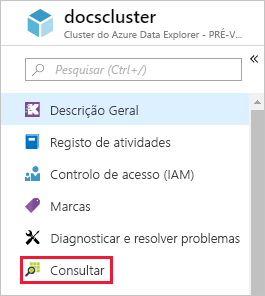 docscluster
Cluster do Azure Data Explorer - PRÉ-V...
Pesquisar (Ctrl+/)
Descrição Geral
Registo de atividades
Controlo de acesso (IAM)
Marcas
Diagnosticar e resolver problemas
Consultar